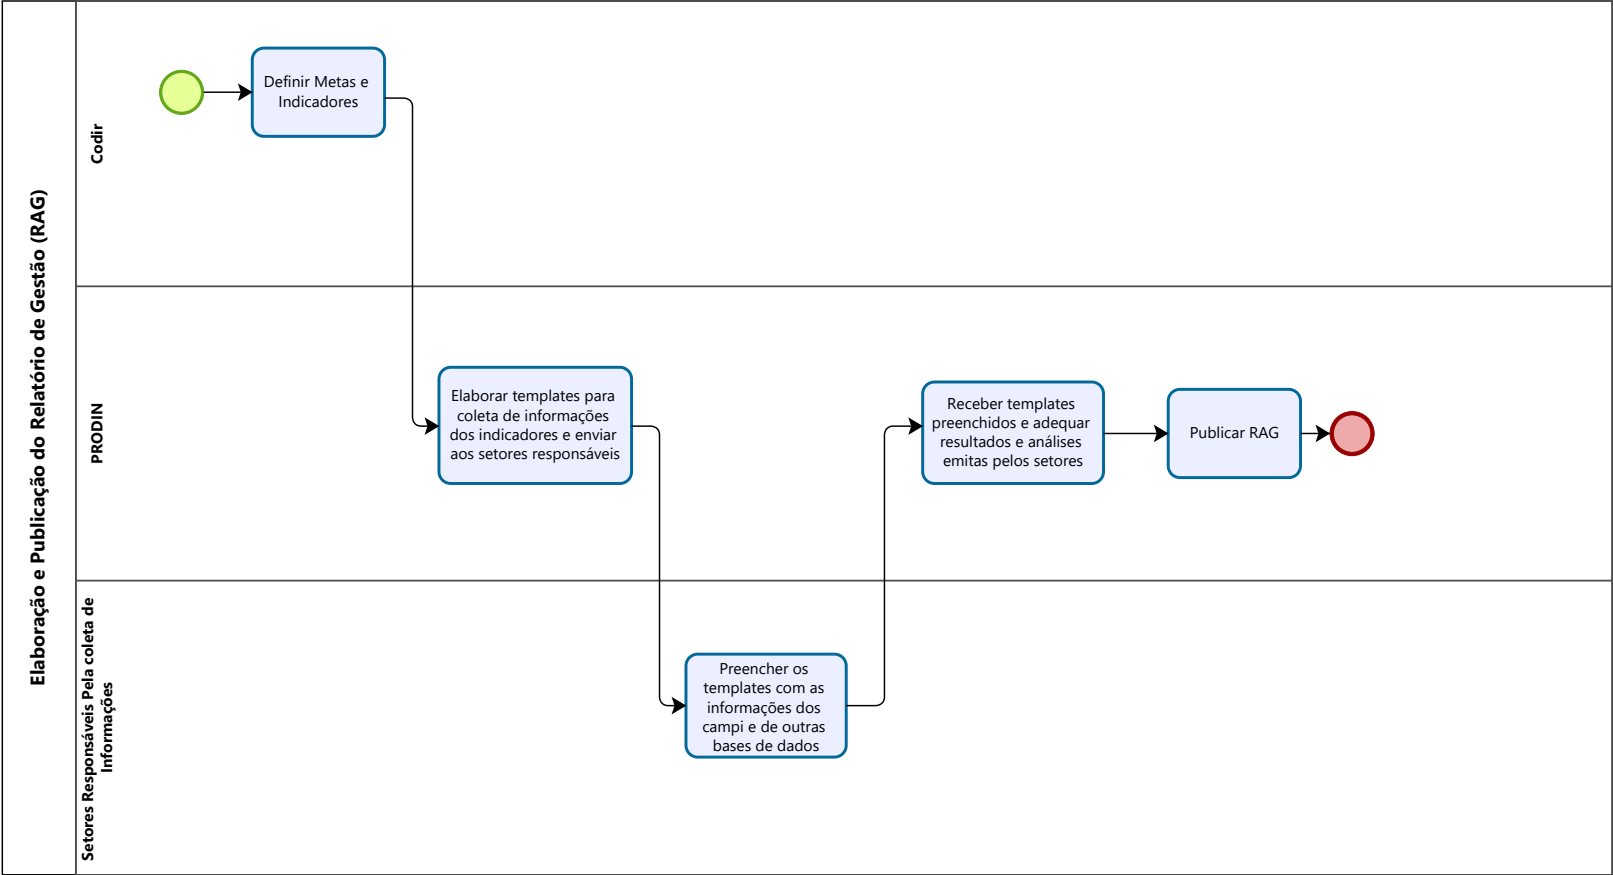 Elaboração e Publicação do Relatório de Gestão (RAG)
Codir
Definir Metas e
Indicadores
PRODIN
Elaborar templates para
coleta de informações
dos indicadores e enviar
aos setores responsáveis
Receber templates
preenchidos e adequar
resultados e análises
emitas pelos setores
Publicar RAG
Setores Responsáveis Pela coleta de
Informações
Preencher os
templates com as
informações dos
campi e de outras
bases de dados